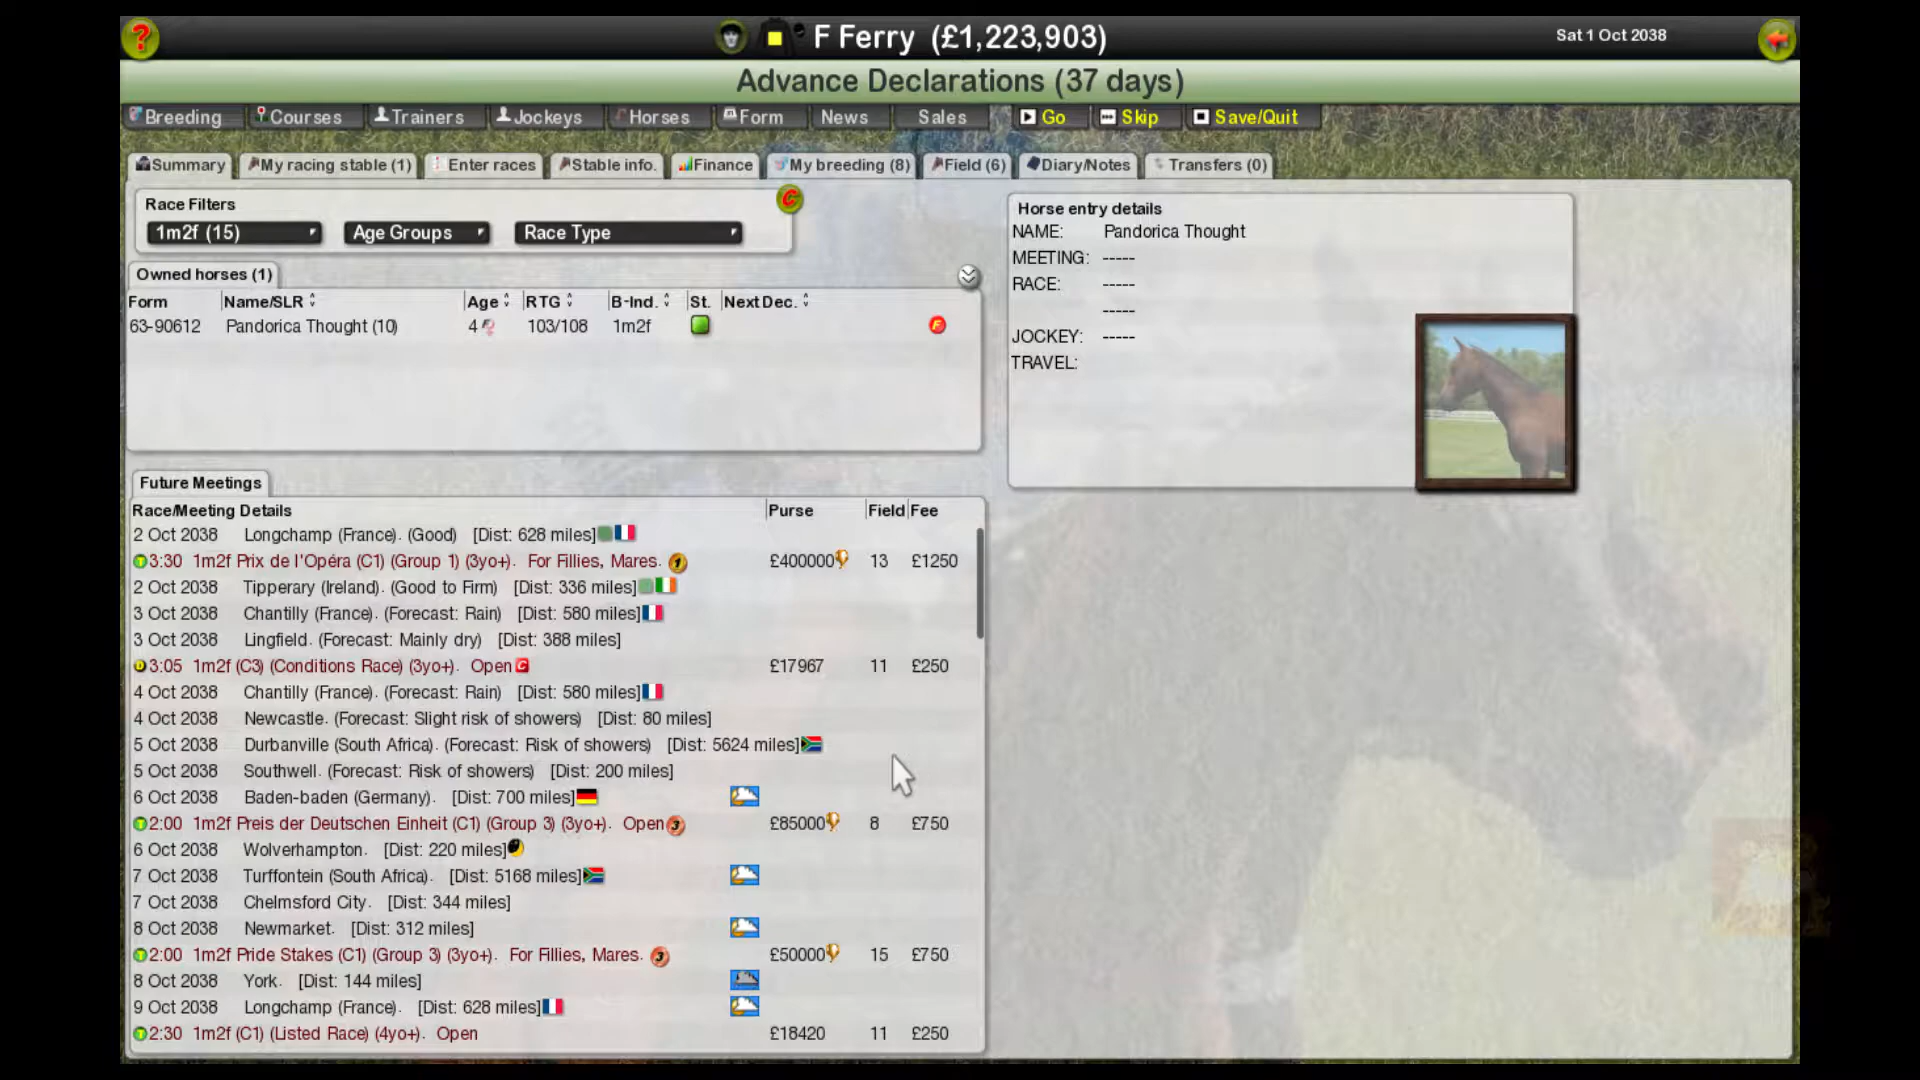 ?
F Ferry (£1,223,903)
Sat 1 Oct 2038
Advance Declarations (37 days)
Breeding Courses Trainers Jockeys Horses Form News Sales Go Skip Save/Quit
Summary My racing stable (1) Enter races Stable info. Finance My breeding (8) Field (6) Diary/Notes Transfers (0)
Race Filters
C
1m2f (15) Age Groups Race Type
Owned horses (1)
Form Name/SLR Age RTG B-Ind. St. Next Dec.
63-90612 Pandorica Thought (10) 4 103/108 1m2f F
Horse entry details
NAME: Pandorica Thought
MEETING: -----
RACE: -----
-----
JOCKEY: -----
TRAVEL:
Future Meetings
Race/Meeting Details Purse Field Fee
2 Oct 2038 Longchamp (France). (Good) [Dist: 628 miles]
T 3:30 1m2f Prix de l'Opéra (C1) (Group 1) (3yo+). For Fillies, Mares. 1 £400000 13 £1250
2 Oct 2038 Tipperary (Ireland). (Good to Firm) [Dist: 336 miles]
3 Oct 2038 Chantilly (France). (Forecast: Rain) [Dist: 580 miles]
3 Oct 2038 Lingfield. (Forecast: Mainly dry) [Dist: 388 miles]
D 3:05 1m2f (C3) (Conditions Race) (3yo+). Open C £17967 11 £250
4 Oct 2038 Chantilly (France). (Forecast: Rain) [Dist: 580 miles]
4 Oct 2038 Newcastle. (Forecast: Slight risk of showers) [Dist: 80 miles]
5 Oct 2038 Durbanville (South Africa). (Forecast: Risk of showers) [Dist: 5624 miles]
5 Oct 2038 Southwell. (Forecast: Risk of showers) [Dist: 200 miles]
6 Oct 2038 Baden-baden (Germany). [Dist: 700 miles]
T 2:00 1m2f Preis der Deutschen Einheit (C1) (Group 3) (3yo+). Open 3 £85000 8 £750
6 Oct 2038 Wolverhampton. [Dist: 220 miles]
7 Oct 2038 Turffontein (South Africa). [Dist: 5168 miles]
7 Oct 2038 Chelmsford City. [Dist: 344 miles]
8 Oct 2038 Newmarket. [Dist: 312 miles]
T 2:00 1m2f Pride Stakes (C1) (Group 3) (3yo+). For Fillies, Mares. 3 £50000 15 £750
8 Oct 2038 York. [Dist: 144 miles]
9 Oct 2038 Longchamp (France). [Dist: 628 miles]
T 2:30 1m2f (C1) (Listed Race) (4yo+). Open £18420 11 £250